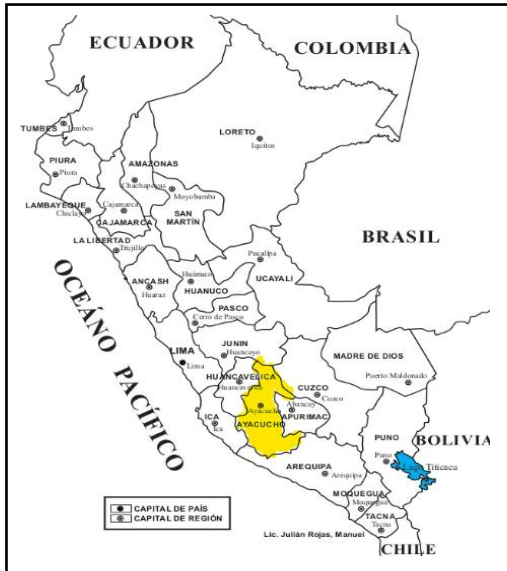 ECUADOR
COLOMBIA
TUMBES
Tumbes
LORETO
Iquitos
PIURA
Piura
AMAZONAS
Chachapoyas
Moyobamba
LAMBAYEQUE
Chiclayo
Cajamarca
CAJAMARCA
SAN
MARTÍN
BRASIL
LA LIBERTAD
Trujillo
Pucallpa
UCAYALI
ANCASH
Huaraz
Huánuco
HUANUCO
PASCO
Cerro de Pasco
OCEÁNO PACÍFICO
JUNIN
Huancayo
LIMA
Lima
MADRE DE DIOS
Puerto Maldonado
HUANCAVELICA
Huancavelica
CUZCO
Cuzco
ICA
Ica
Ayacucho
AYACUCHO
Abancay
APURIMAC
PUNO
Puno
BOLIVIA
Lago Titicaca
AREQUIPA
Arequipa
MOQUEGUA
Moquegua
TACNA
Tacna
CHILE
CAPITAL DE PAÍS
CAPITAL DE REGIÓN
Lic. Julián Rojas, Manuel